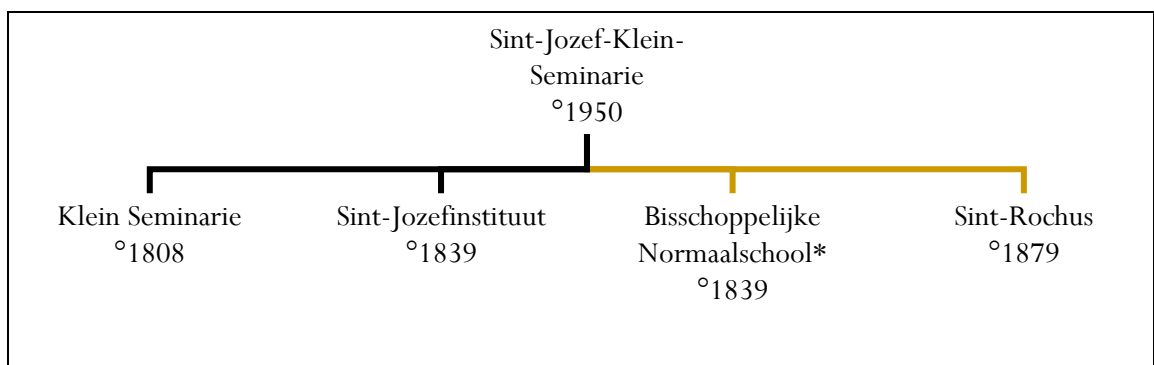 Sint-Jozef-Klein-
Seminarie
°1950
Klein Seminarie
°1808
Sint-Jozefinstituut
°1839
Bisschoppelijke
Normaalschool*
°1839
Sint-Rochus
°1879